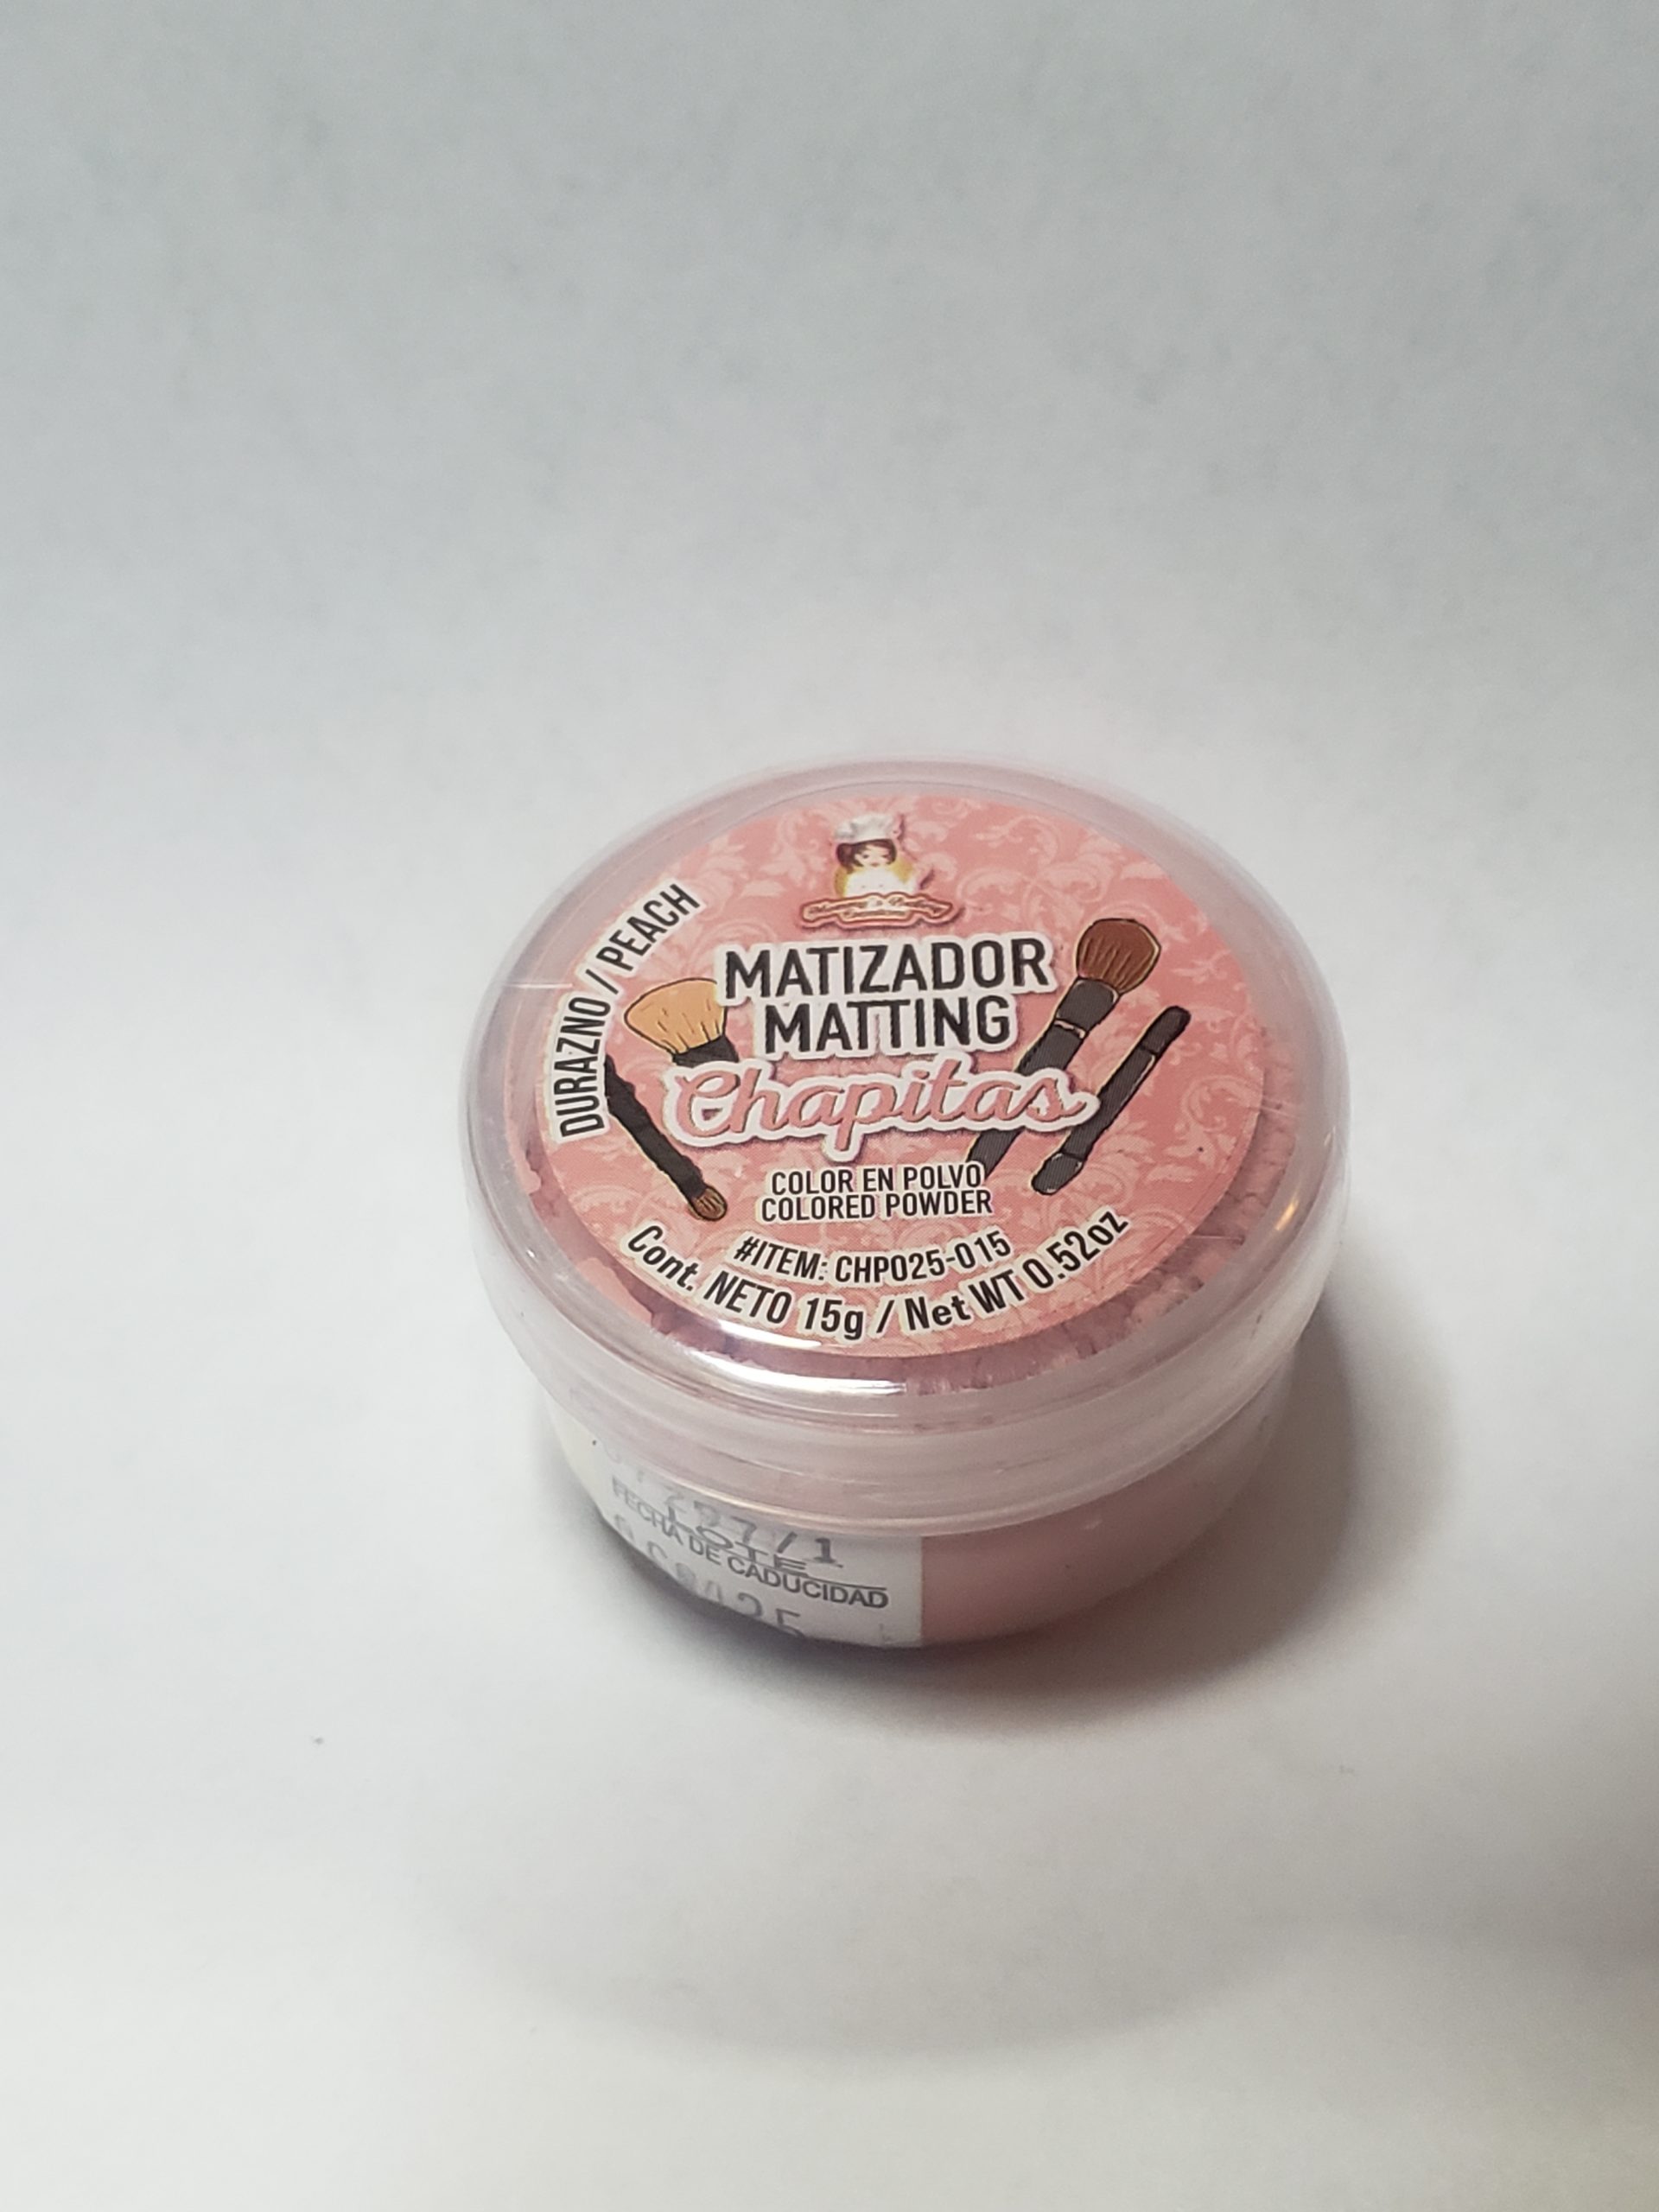 DURAZNO / PEACH
MATIZADOR
MATTING
Chapitas
COLOR EN POLVO
COLORED POWDER
#ITEM: CHP025-015
Cont. NETO 15g / Net WT 0.52oz
LOTE
FECHA DE CADUCIDAD